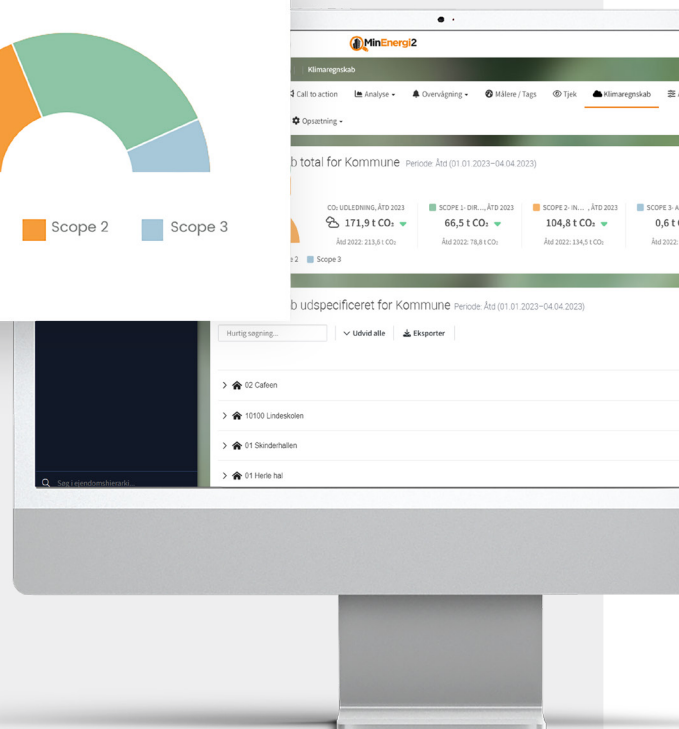 Scope 2 Scope 3
MinEnergi2
Klimaregnskab
Call to action Analyse Overvågning Målere / Tags Tjek Klimaregnskab
Opsætning
total for Kommune Periode: Åtd (01.01.2023–04.04.2023)
CO₂ UDLEDNING, ÅTD 2023 SCOPE 1- DIR..., ÅTD 2023 SCOPE 2- IN... , ÅTD 2023 SCOPE 3- A
171,9 t CO₂ 66,5 t CO₂ 104,8 t CO₂ 0,6 t
Åtd 2022: 213,6 t CO₂ Åtd 2022: 78,8 t CO₂ Åtd 2022: 134,5 t CO₂ Åtd 2022:
2 Scope 3
udspecificeret for Kommune Periode: Åtd (01.01.2023–04.04.2023)
Hurtig søgning... Udvid alle Eksporter
02 Cafeen
10100 Lindeskolen
01 Skinderhallen
01 Herle hal
Søg i ejendomshierarki...